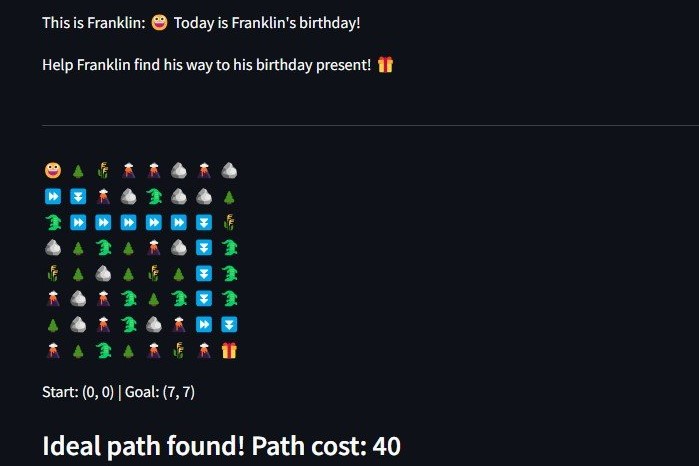 This is Franklin: 😀 Today is Franklin's birthday!
Help Franklin find his way to his birthday present! 🎁
Start: (0, 0) | Goal: (7, 7)
Ideal path found! Path cost: 40